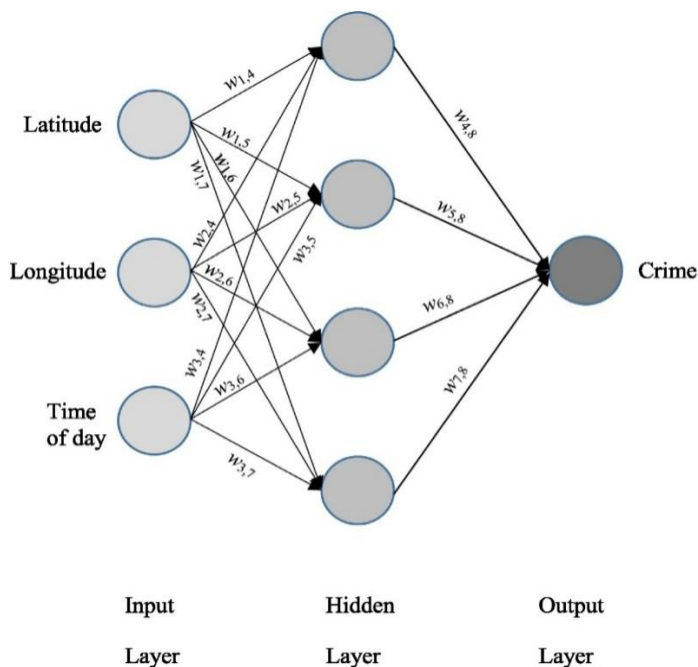 Latitude
Longitude
Time
of day
w1,4
w1,5
w1,6
w1,7
w2,4
w2,5
w2,6
w2,7
w3,4
w3,5
w3,6
w3,7
w4,8
w5,8
w6,8
w7,8
Crime
Input
Layer
Hidden
Layer
Output
Layer